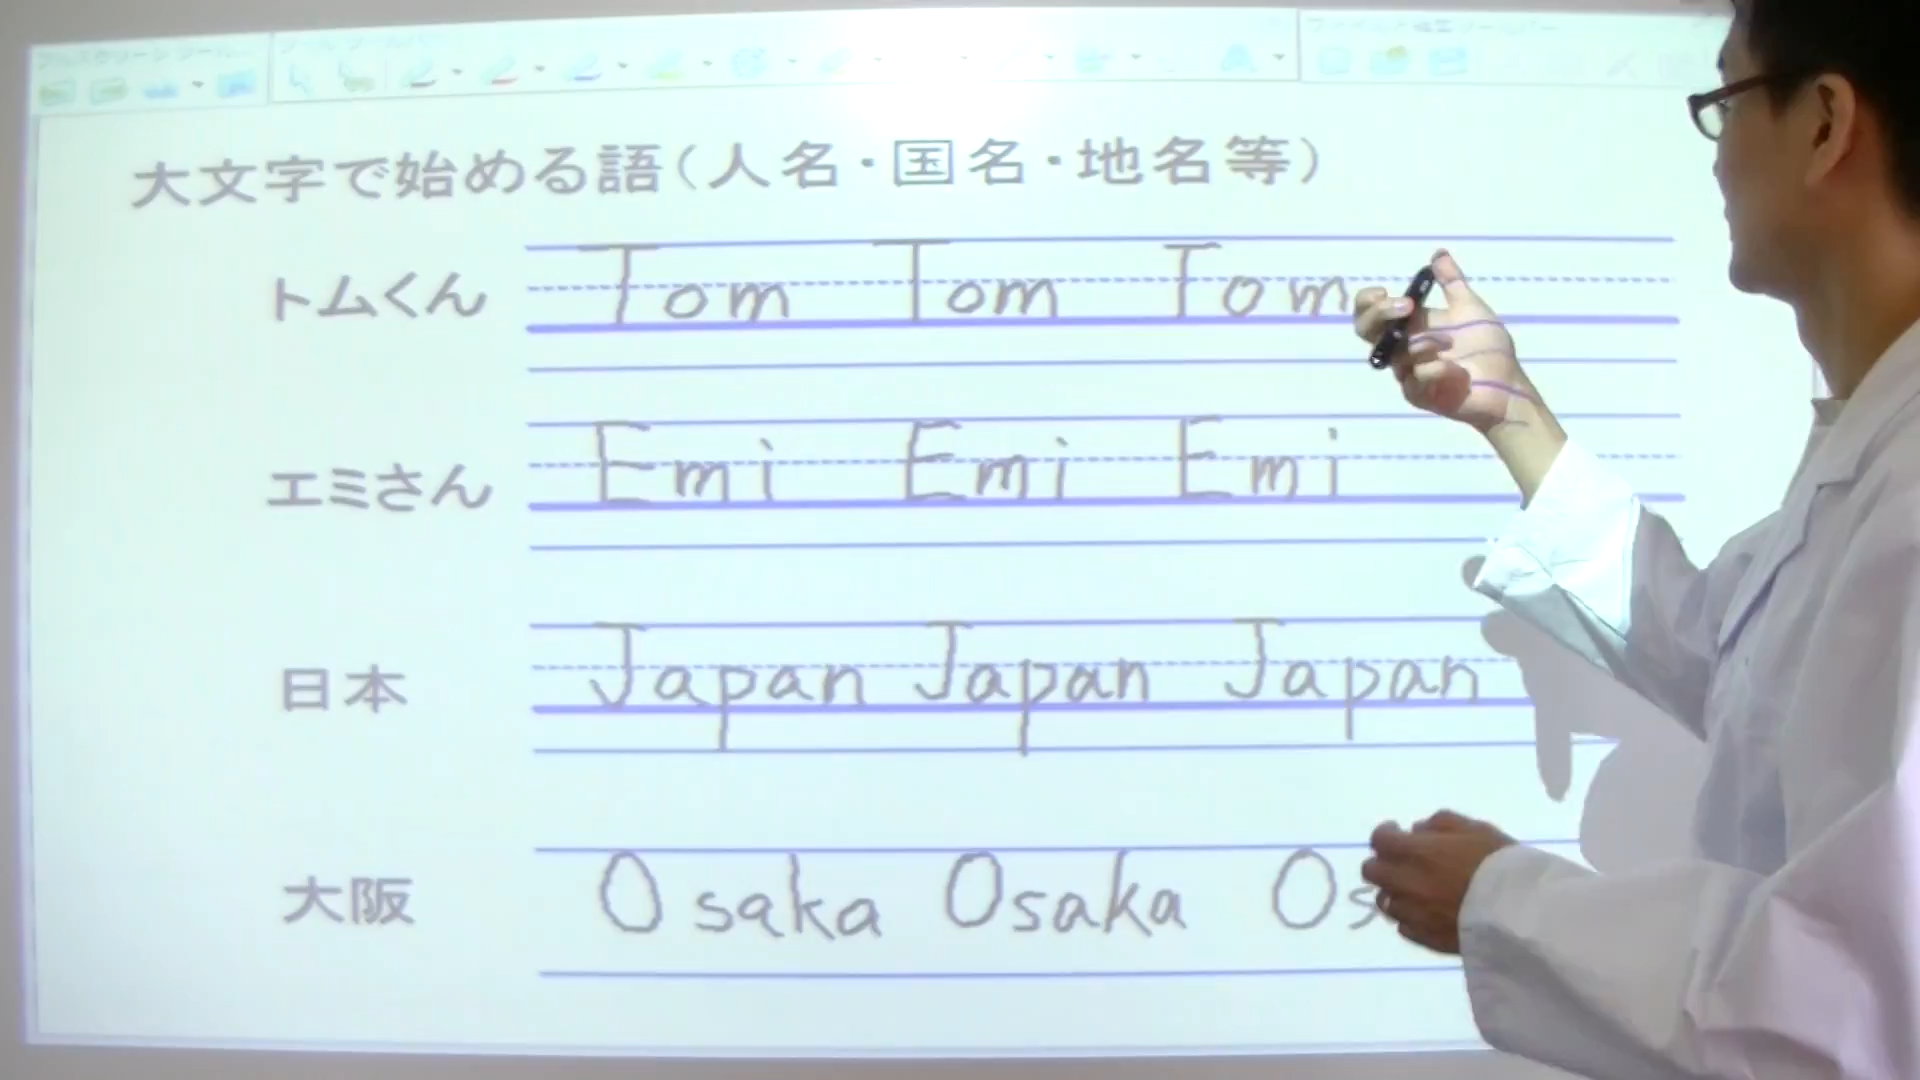 大文字で始める語(人名・国名・地名等)
トムくん Tom Tom Tom
エミさん Emi Emi Emi
日本 Japan Japan Japan
大阪 Osaka Osaka Os